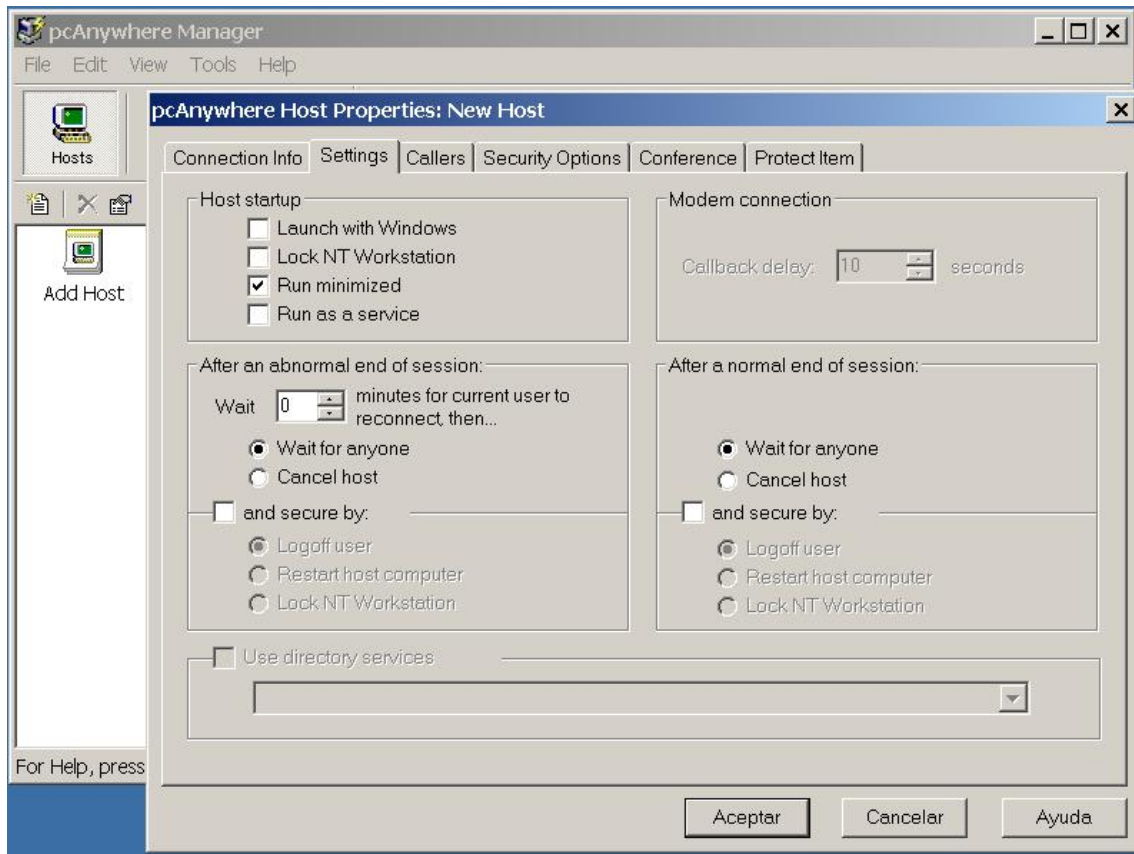 pcAnywhere Manager
File Edit View Tools Help
pcAnywhere Host Properties: New Host
Hosts
Connection Info Settings Callers Security Options Conference Protect Item
Host startup
Launch with Windows
Lock NT Workstation
Run minimized
Run as a service
Modem connection
Callback delay: 10 seconds
Add Host
After an abnormal end of session:
Wait 0 minutes for current user to
reconnect, then...
Wait for anyone
Cancel host
and secure by:
Logoff user
Restart host computer
Lock NT Workstation
After a normal end of session:
Wait for anyone
Cancel host
and secure by:
Logoff user
Restart host computer
Lock NT Workstation
Use directory services
For Help, press
Aceptar Cancelar Ayuda